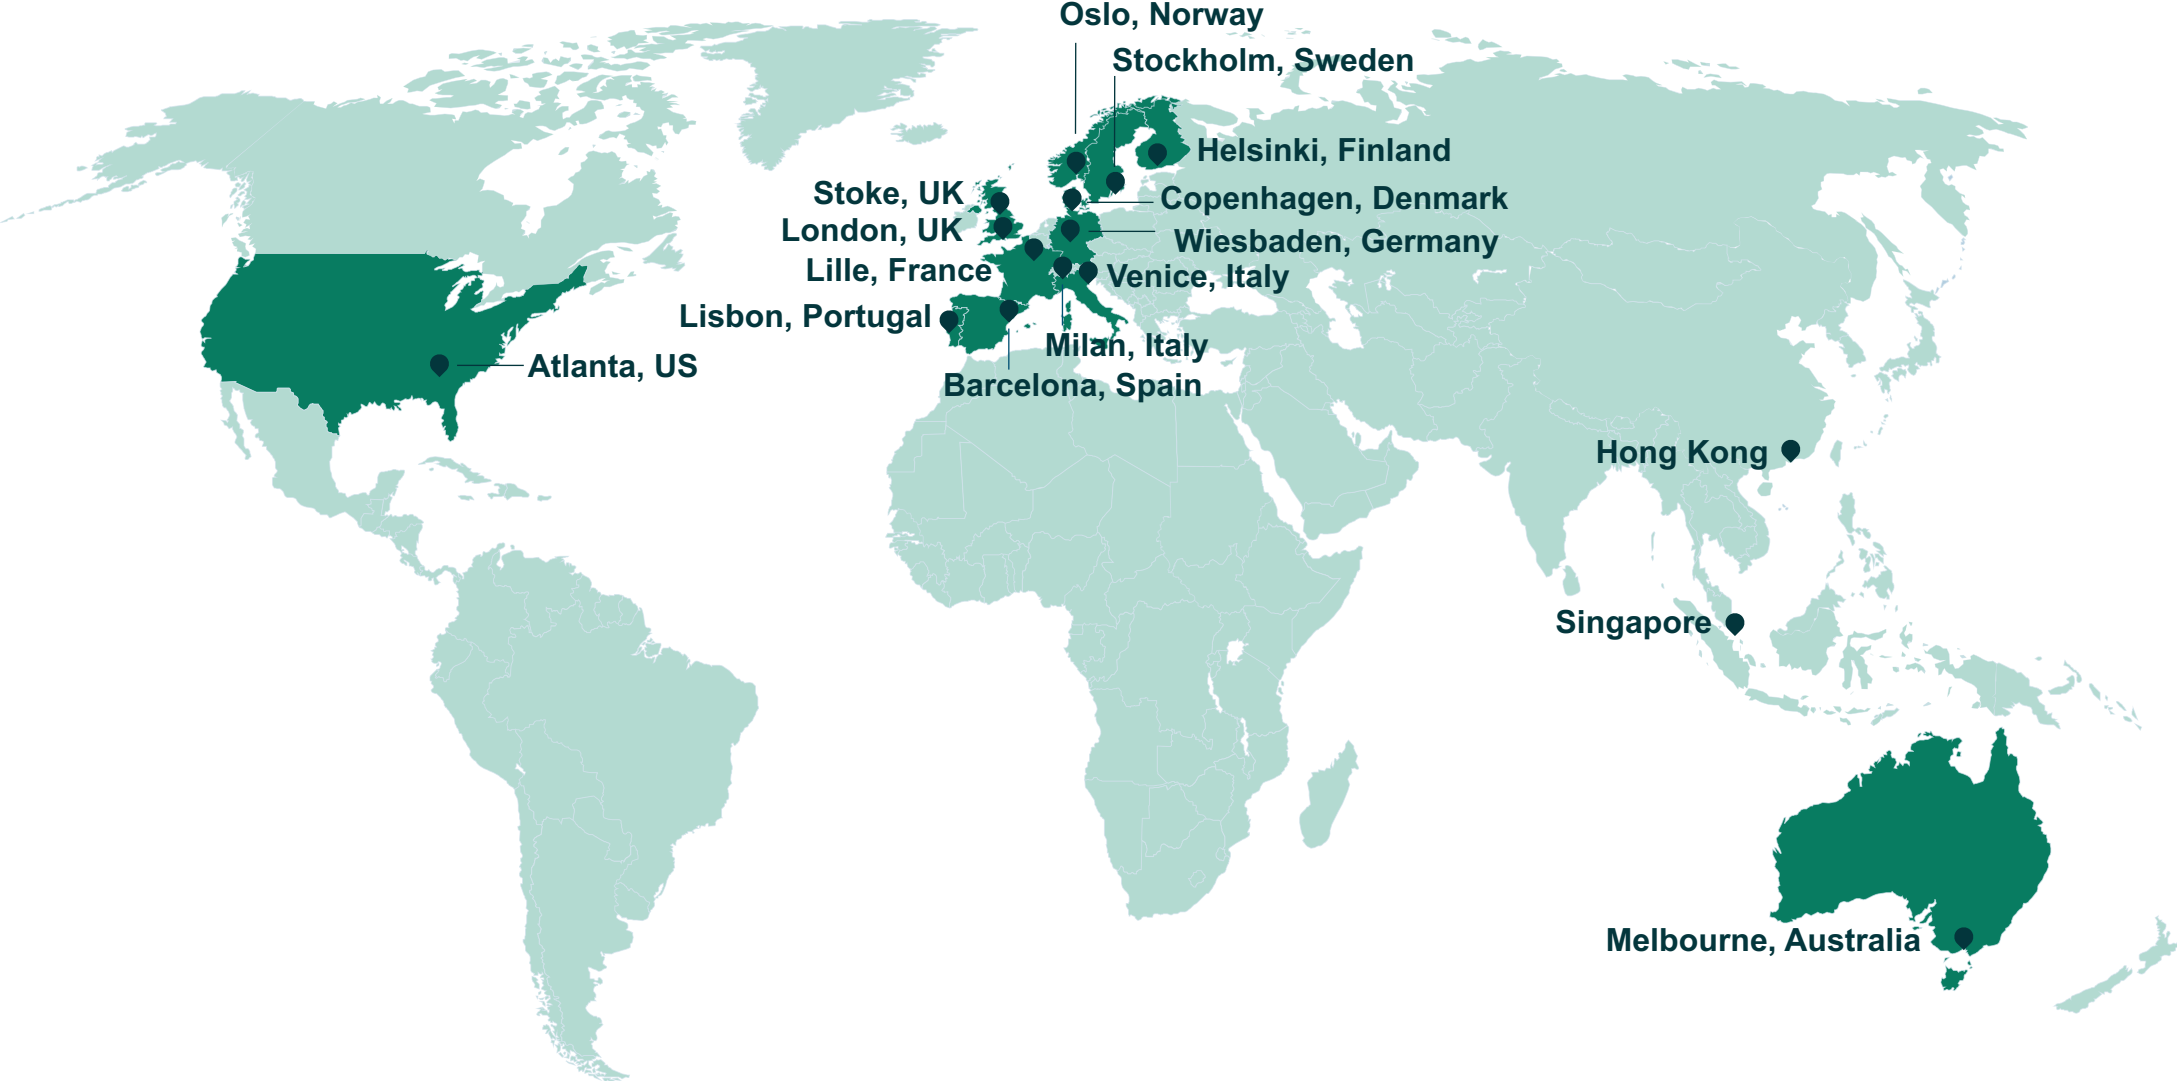 Oslo, Norway
Stockholm, Sweden
Helsinki, Finland
Stoke, UK
Copenhagen, Denmark
London, UK
Wiesbaden, Germany
Lille, France
Venice, Italy
Lisbon, Portugal
Milan, Italy
Atlanta, US
Barcelona, Spain
Hong Kong
Singapore
Melbourne, Australia